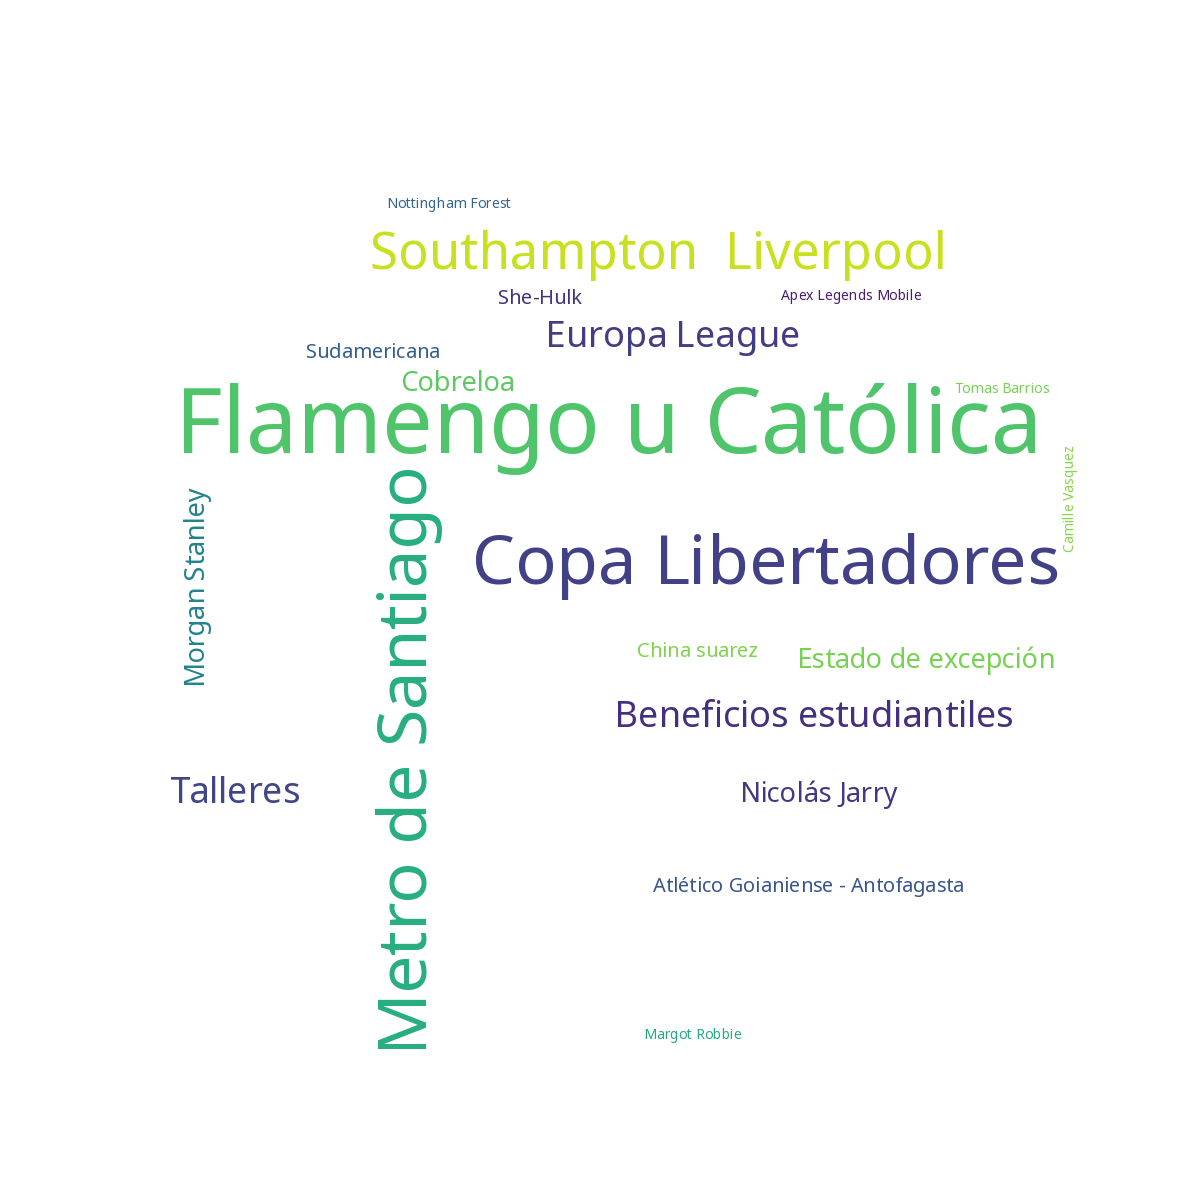 Nottingham Forest
Southampton Liverpool
She-Hulk
Apex Legends Mobile
Europa League
Sudamericana
Cobreloa
Tomas Barrios
Flamengo u Católica
Camille Vasquez
Morgan Stanley
Metro de Santiago
Copa Libertadores
China suarez
Estado de excepción
Beneficios estudiantiles
Talleres
Nicolás Jarry
Atlético Goianiense - Antofagasta
Margot Robbie